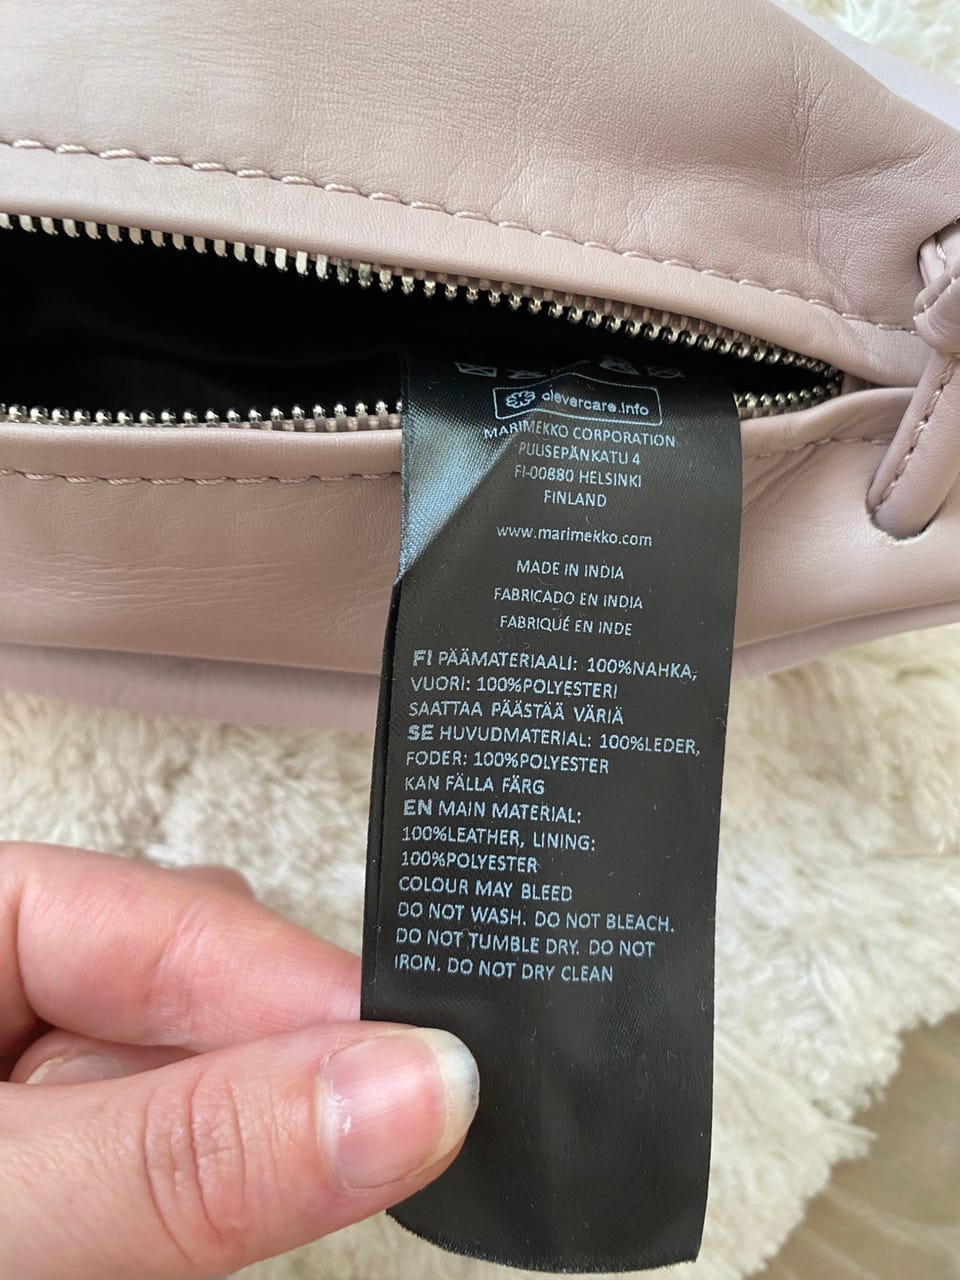 clevercare.info
MARIMEKKO CORPORATION
PUUSEPÄNKATU 4
FI-00880 HELSINKI
FINLAND
www.marimekko.com
MADE IN INDIA
FABRICADO EN INDIA
FABRIQUÉ EN INDE
FI PÄÄMATERIAALI: 100%NAHKA,
VUORI: 100%POLYESTERI
SAATTAA PÄÄSTÄÄ VÄRIÄ
SE HUVUDMATERIAL: 100%LEDER,
FODER: 100%POLYESTER
KAN FÄLLA FÄRG
EN MAIN MATERIAL:
100%LEATHER, LINING:
100%POLYESTER
COLOUR MAY BLEED
DO NOT WASH. DO NOT BLEACH.
DO NOT TUMBLE DRY. DO NOT
IRON. DO NOT DRY CLEAN